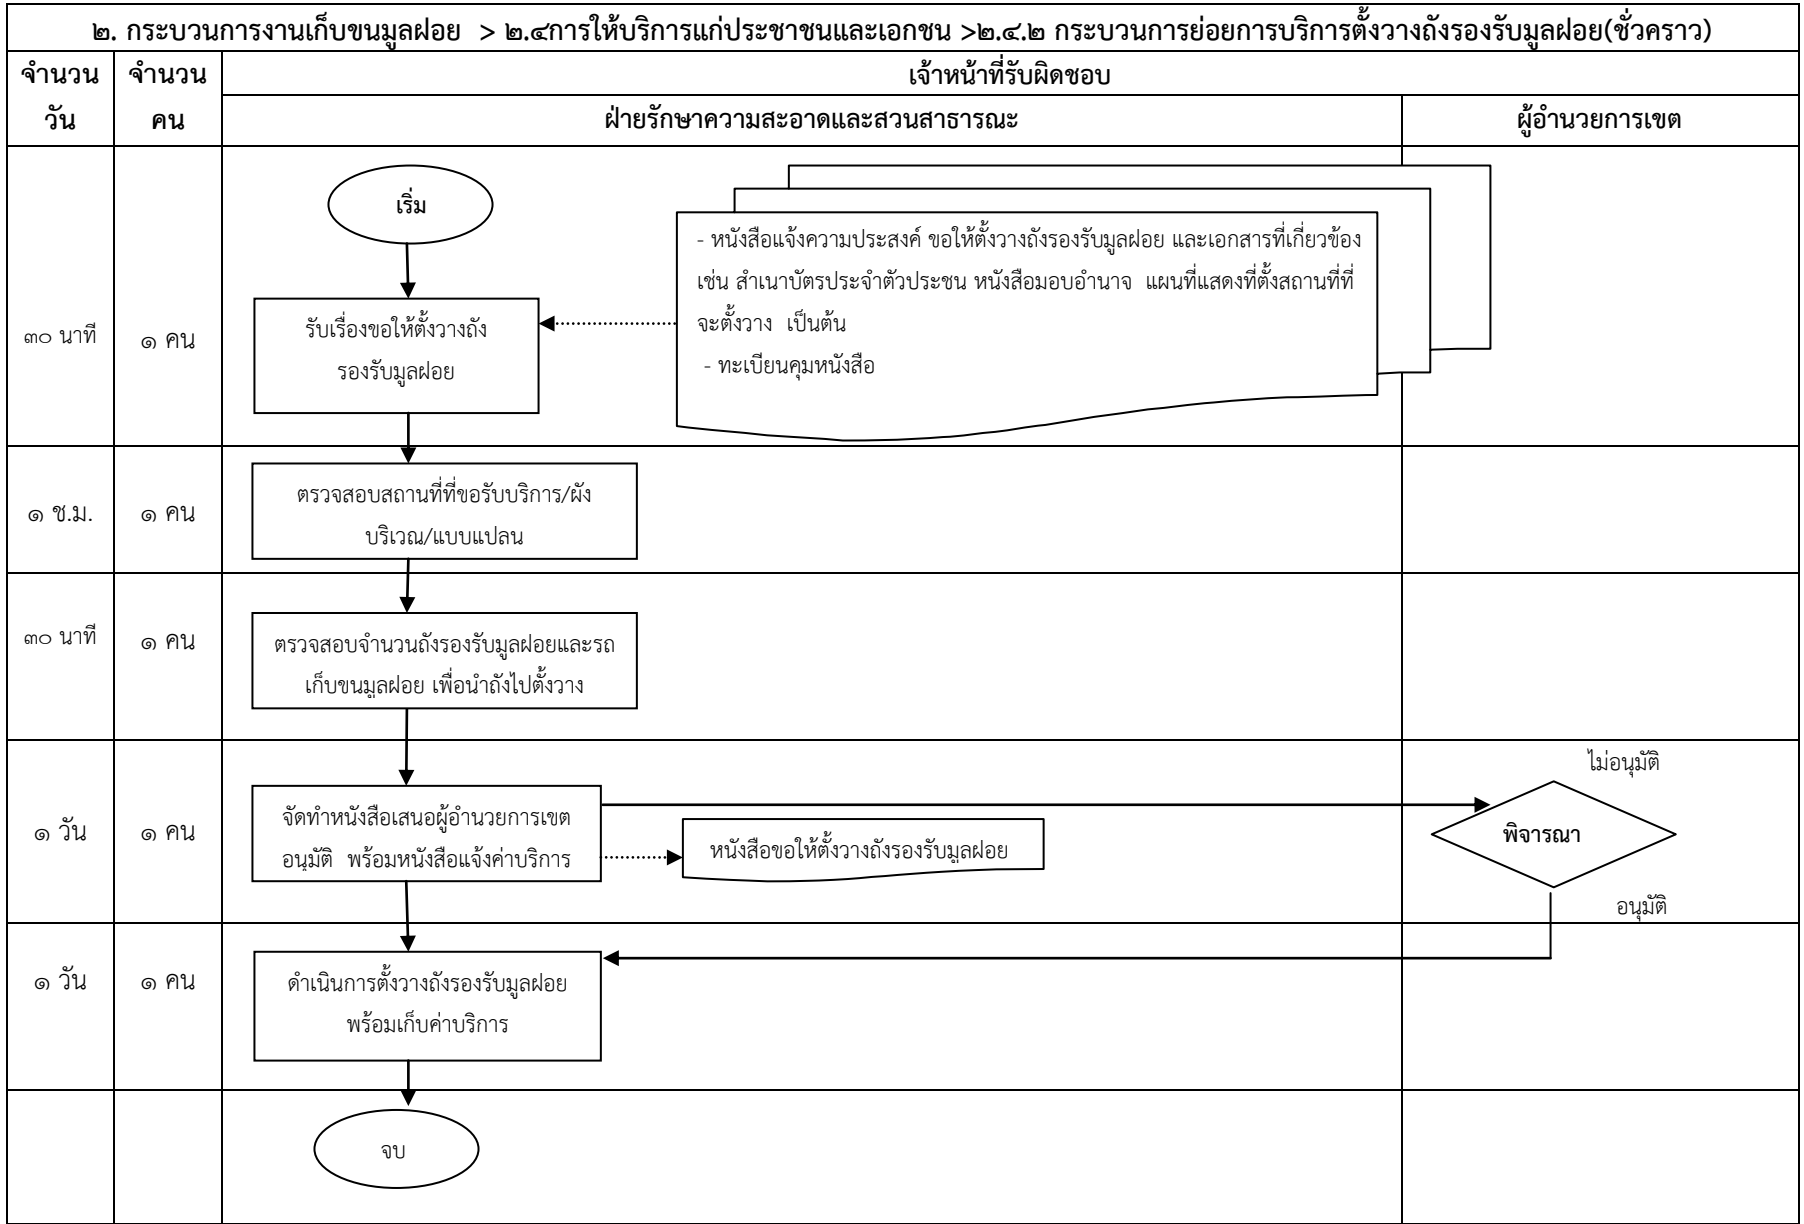 ๒. กระบวนการงานเก็บขนมูลฝอย > ๒.๔การให้บริการแก่ประชาชนและเอกชน >๒.๔.๒ กระบวนการย่อยการบริการตั้งวางถังรองรับมูลฝอย(ชั่วคราว)
จำนวน
วัน
จำนวน
คน
เจ้าหน้าที่รับผิดชอบ
ฝ่ายรักษาความสะอาดและสวนสาธารณะ
ผู้อำนวยการเขต
เริ่ม
- หนังสือแจ้งความประสงค์ ขอให้ตั้งวางถังรองรับมูลฝอย และเอกสารที่เกี่ยวข้อง
เช่น สำเนาบัตรประจำตัวประชน หนังสือมอบอำนาจ แผนที่แสดงที่ตั้งสถานที่ที่
จะตั้งวาง เป็นต้น
- ทะเบียนคุมหนังสือ
๓๐ นาที
๑ คน
รับเรื่องขอให้ตั้งวางถัง
รองรับมูลฝอย
๑ ช.ม.
๑ คน
ตรวจสอบสถานที่ที่ขอรับบริการ/ผัง
บริเวณ/แบบแปลน
๓๐ นาที
๑ คน
ตรวจสอบจำนวนถังรองรับมูลฝอยและรถ
เก็บขนมูลฝอย เพื่อนำถังไปตั้งวาง
๑ วัน
๑ คน
จัดทำหนังสือเสนอผู้อำนวยการเขต
อนุมัติ พร้อมหนังสือแจ้งค่าบริการ
หนังสือขอให้ตั้งวางถังรองรับมูลฝอย
ไม่อนุมัติ
พิจารณา
อนุมัติ
๑ วัน
๑ คน
ดำเนินการตั้งวางถังรองรับมูลฝอย
พร้อมเก็บค่าบริการ
จบ